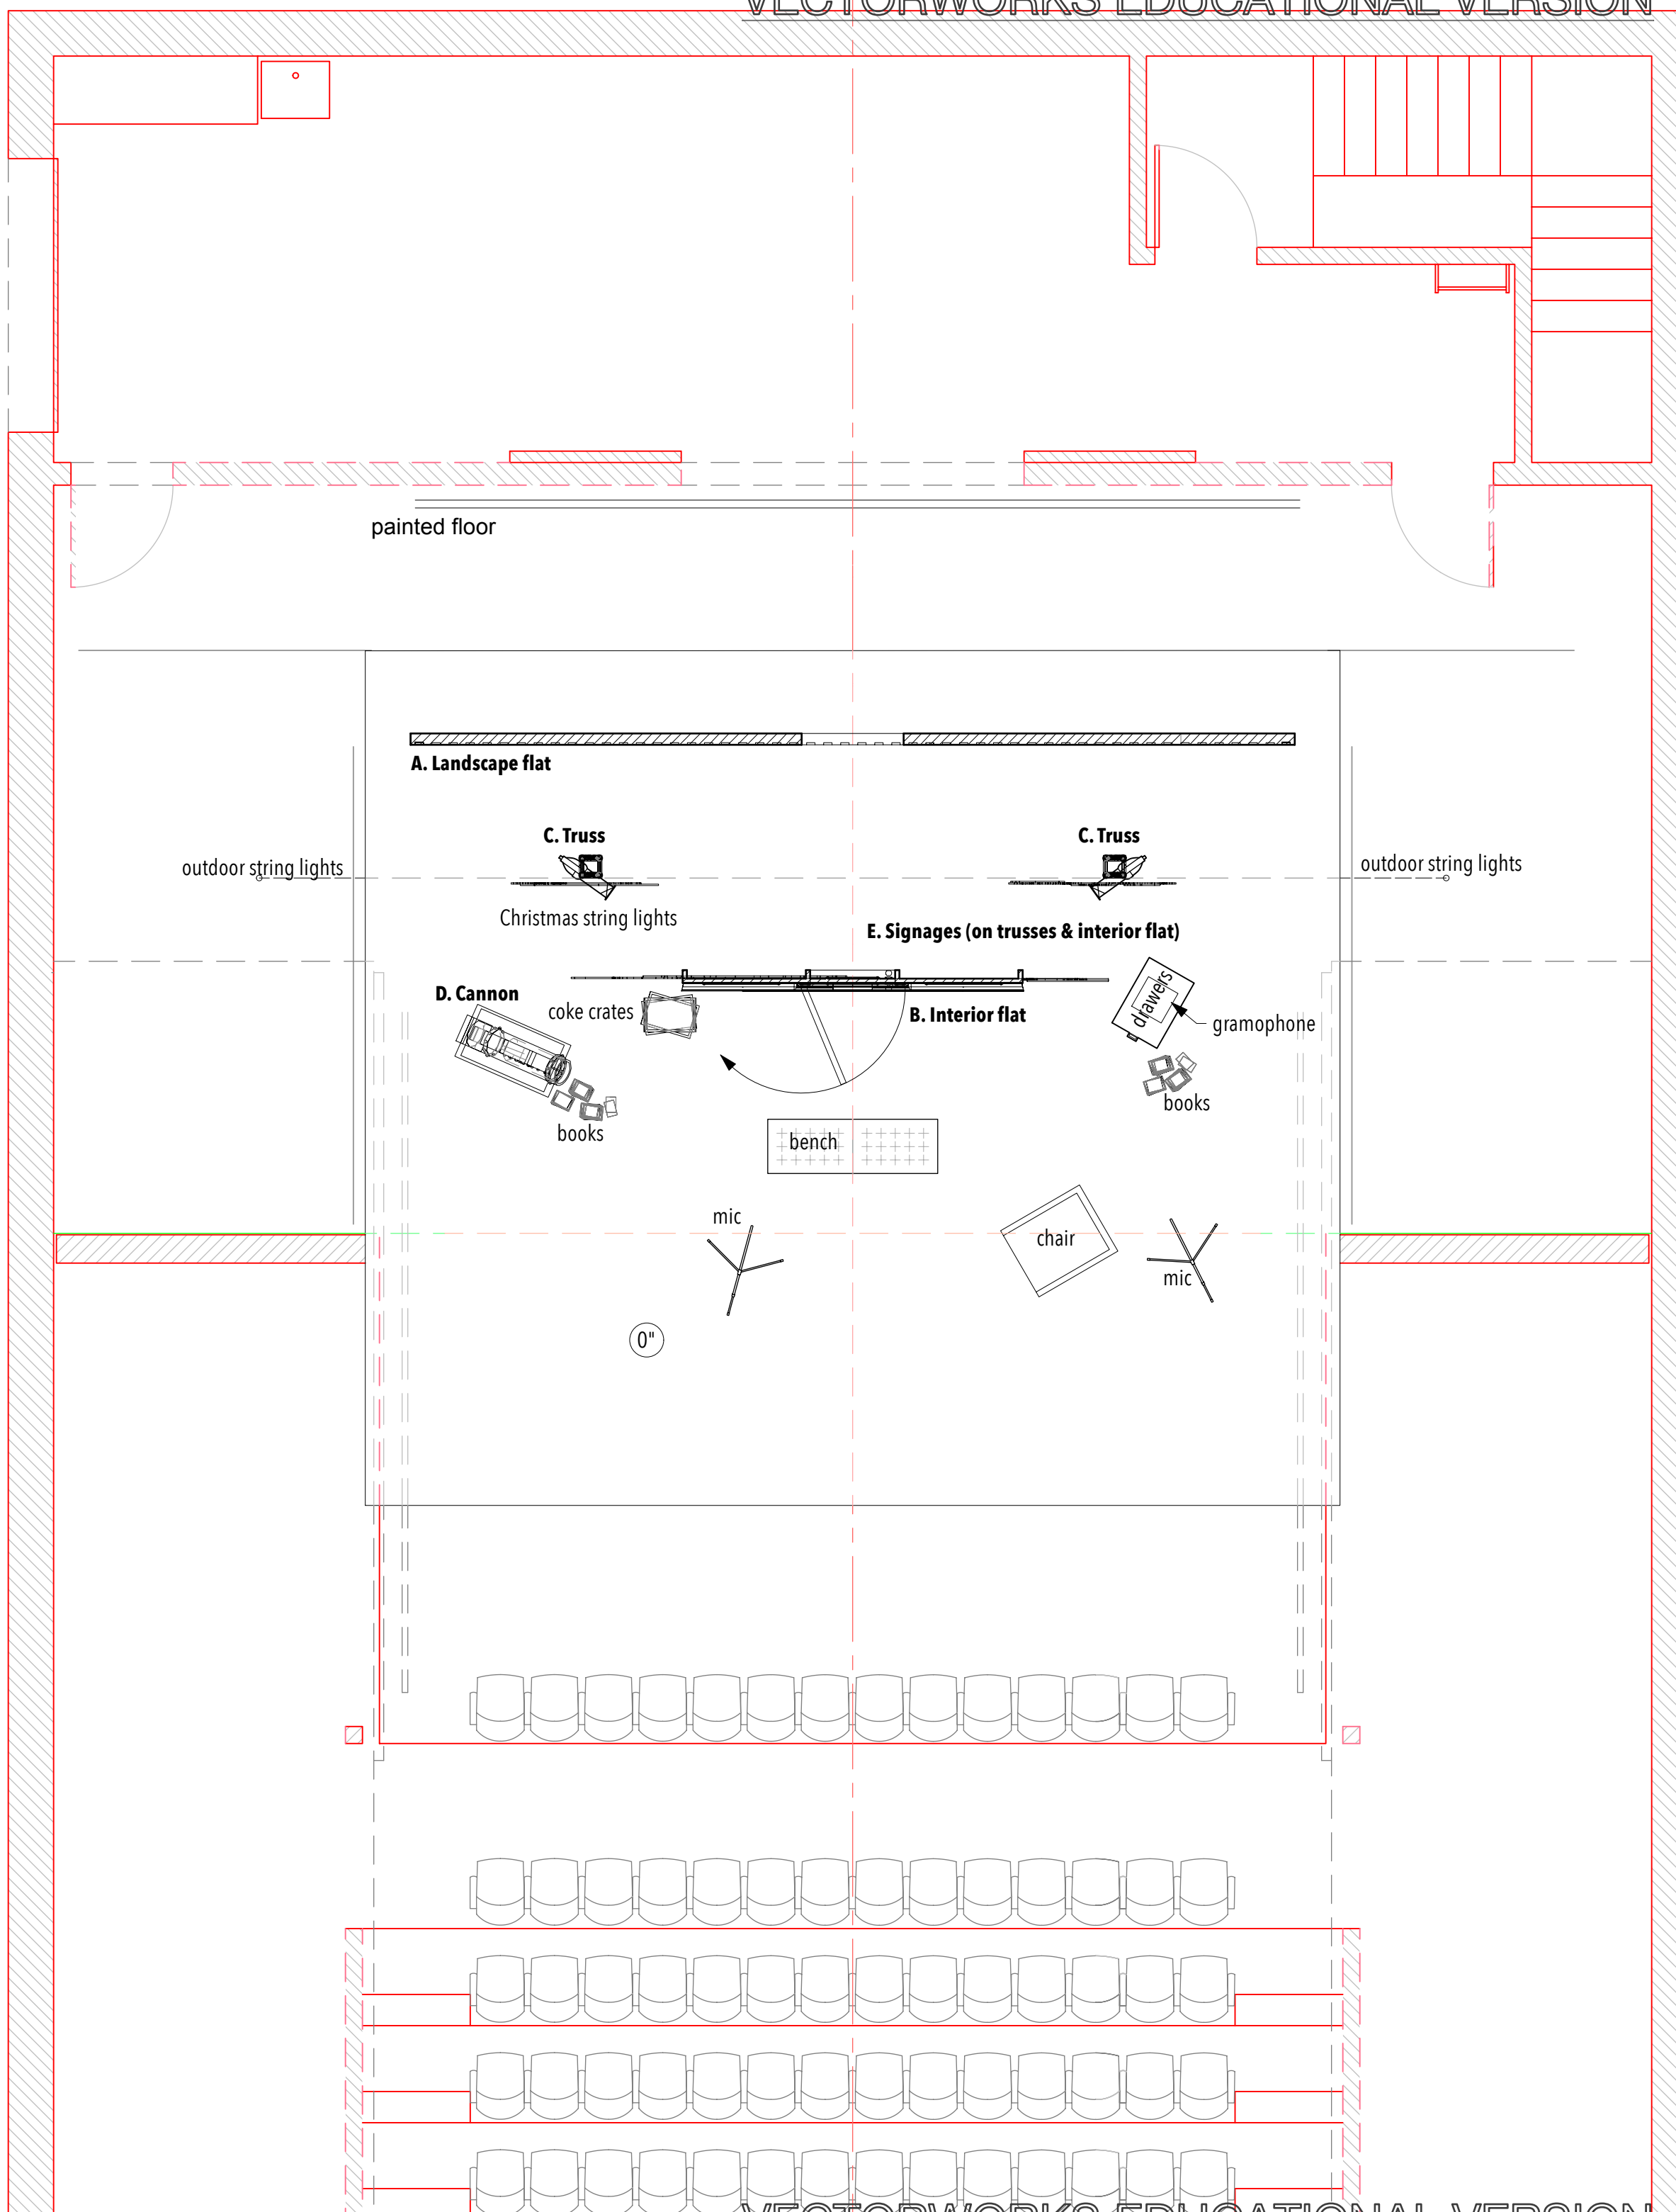 VECTORWORKS EDUCATIONAL VERSION
painted floor
A. Landscape flat
C. Truss
C. Truss
outdoor string lights
outdoor string lights
Christmas string lights
E. Signages (on trusses & interior flat)
D. Cannon
coke crates
B. Interior flat
drawers
gramophone
books
books
bench
mic
chair
mic
0"
VECTORWORKS EDUCATIONAL VERSION